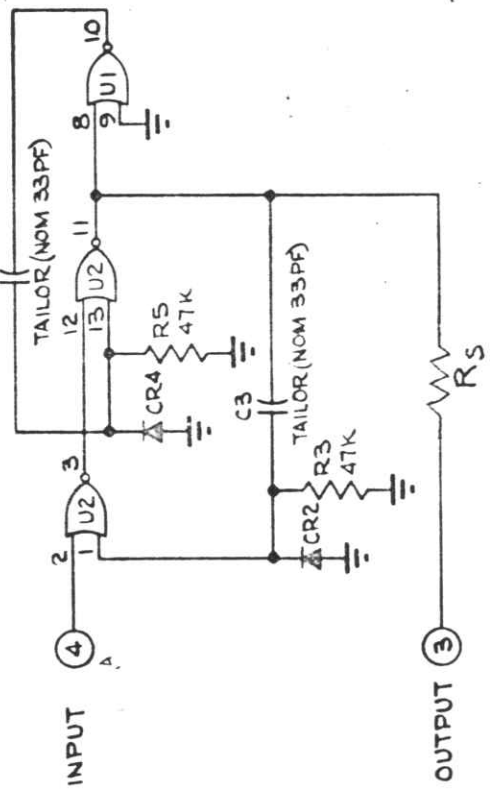 10
U1
8
9
TAILOR (NOM 33PF)
11
12
U2
13
R5
47K
CR4
3
2
U2
1
C3
TAILOR (NOM 33PF)
R3
47K
CR2
INPUT
4
OUTPUT
3
RS